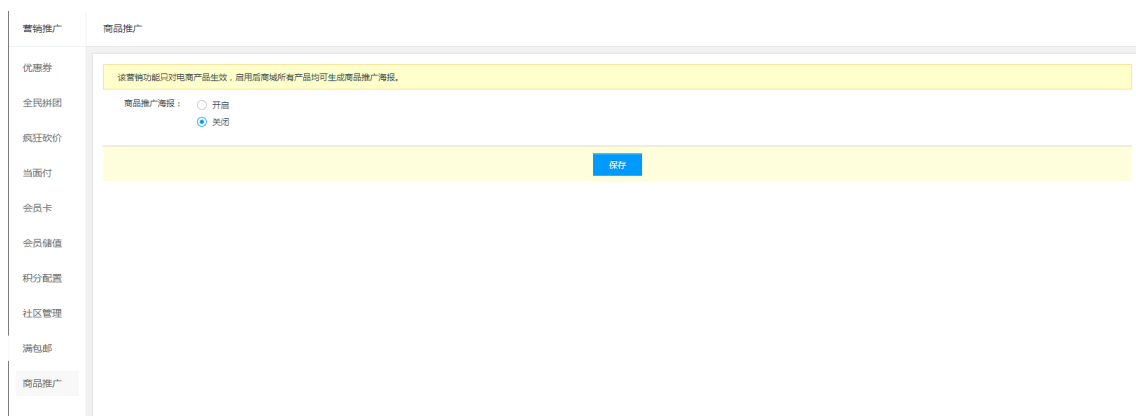 营销推广
商品推广
优惠券
全民拼团
疯狂砍价
当面付
会员卡
会员储值
积分配置
社区管理
满包邮
商品推广
该营销功能只对电商产品生效，启用后商城所有产品均可生成商品推广海报。
商品推广海报： 开启
关闭
保存